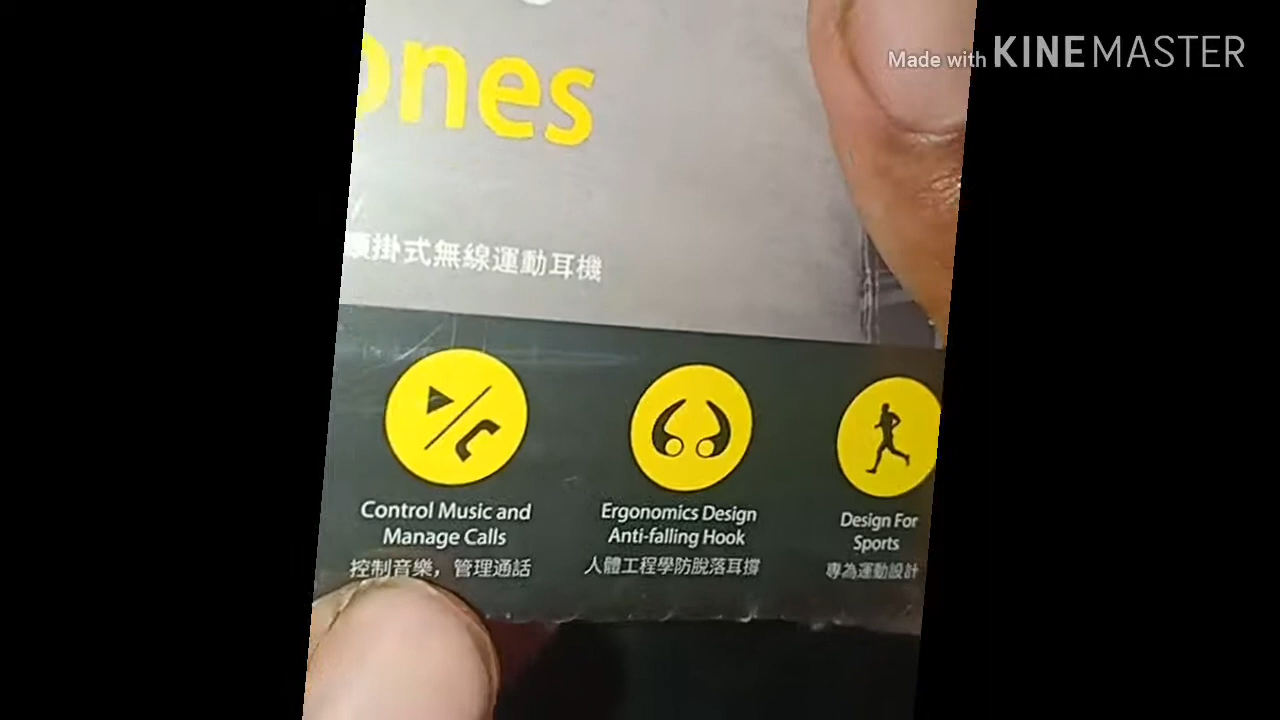 Made with KINEMASTER
ones
頸掛式無線運動耳機
Control Music and
Manage Calls
控制音樂，管理通話
Ergonomics Design
Anti-falling Hook
人體工程學防脫落耳撐
Design For
Sports
專為運動設計